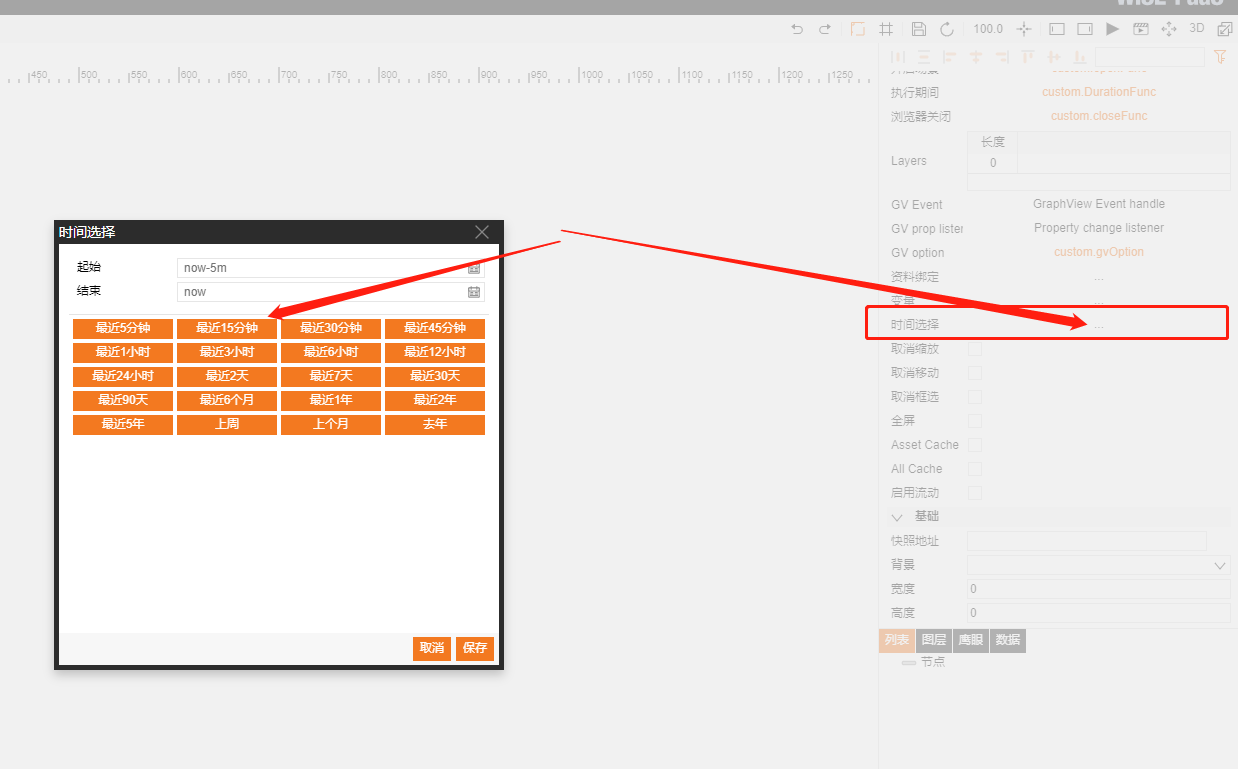 100.0
3D
450 500 550 600 650 700 750 800 850 900 950 1000 1050 1100 1150 1200 1250
执行期间 custom.DurationFunc
浏览器关闭 custom.closeFunc
长度
Layers
0
GV Event GraphView Event handle
GV prop lister Property change listener
GV option custom.gvOption
资料绑定 ...
变量 ...
时间选择 ...
取消缩放
取消移动
取消框选
全屏
Asset Cache
All Cache
启用流动
基础
快照地址
背景
宽度 0
高度 0
列表 图层 鹰眼 数据
节点
时间选择
起始 now-5m
结束 now
最近5分钟 最近15分钟 最近30分钟 最近45分钟
最近1小时 最近3小时 最近6小时 最近12小时
最近24小时 最近2天 最近7天 最近30天
最近90天 最近6个月 最近1年 最近2年
最近5年 上周 上个月 去年
取消 保存